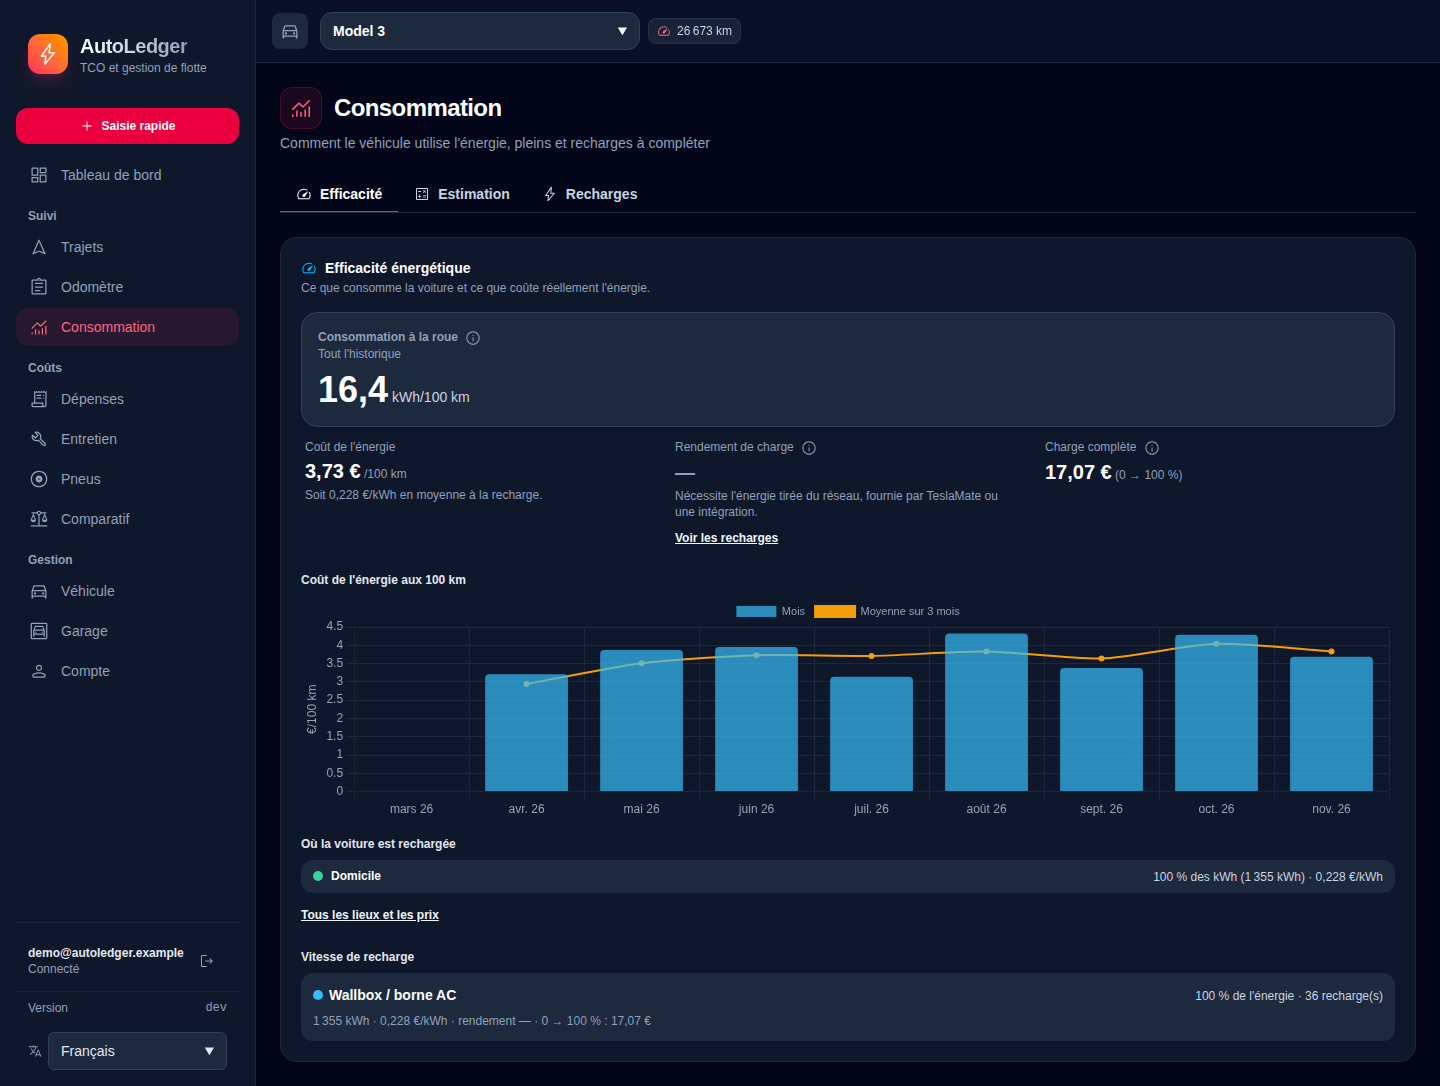 AutoLedger
TCO et gestion de flotte
Saisie rapide
Tableau de bord
Suivi
Trajets
Odomètre
Consommation
Coûts
Dépenses
Entretien
Pneus
Comparatif
Gestion
Véhicule
Garage
Compte
demo@autoledger.example
Connecté
Version dev
Français
Model 3
26 673 km
Consommation
Comment le véhicule utilise l'énergie, pleins et recharges à compléter
Efficacité Estimation Recharges
Efficacité énergétique
Ce que consomme la voiture et ce que coûte réellement l'énergie.
Consommation à la roue
Tout l'historique
16,4 kWh/100 km
Coût de l'énergie
3,73 € /100 km
Soit 0,228 €/kWh en moyenne à la recharge.
Rendement de charge
—
Nécessite l'énergie tirée du réseau, fournie par TeslaMate ou
une intégration.
Voir les recharges
Charge complète
17,07 € (0 → 100 %)
Coût de l'énergie aux 100 km
Mois Moyenne sur 3 mois
€/100 km
4.5
4
3.5
3
2.5
2
1.5
1
0.5
0
mars 26 avr. 26 mai 26 juin 26 juil. 26 août 26 sept. 26 oct. 26 nov. 26
Où la voiture est rechargée
Domicile 100 % des kWh (1 355 kWh) · 0,228 €/kWh
Tous les lieux et les prix
Vitesse de recharge
Wallbox / borne AC 100 % de l'énergie · 36 recharge(s)
1 355 kWh · 0,228 €/kWh · rendement — · 0 → 100 % : 17,07 €